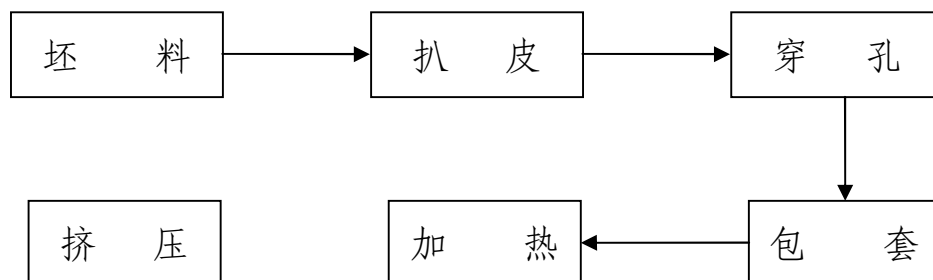 坯 料
扒 皮
穿 孔
挤 压
加 热
包 套